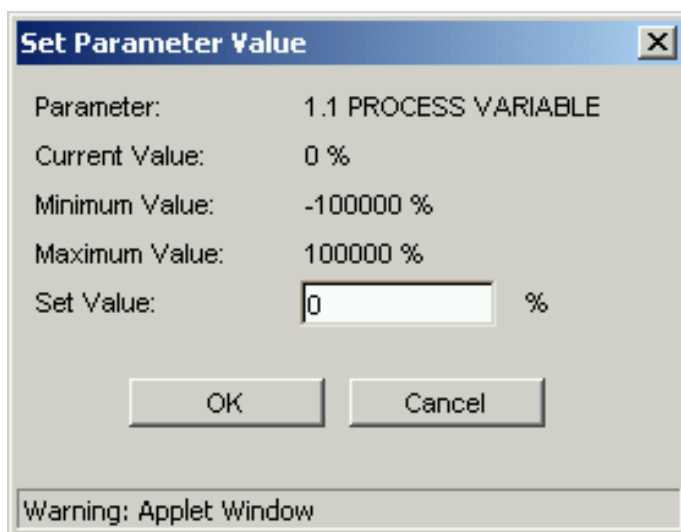 Set Parameter Value
Parameter: 1.1 PROCESS VARIABLE
Current Value: 0 %
Minimum Value: -100000 %
Maximum Value: 100000 %
Set Value: 0 %
OK Cancel
Warning: Applet Window